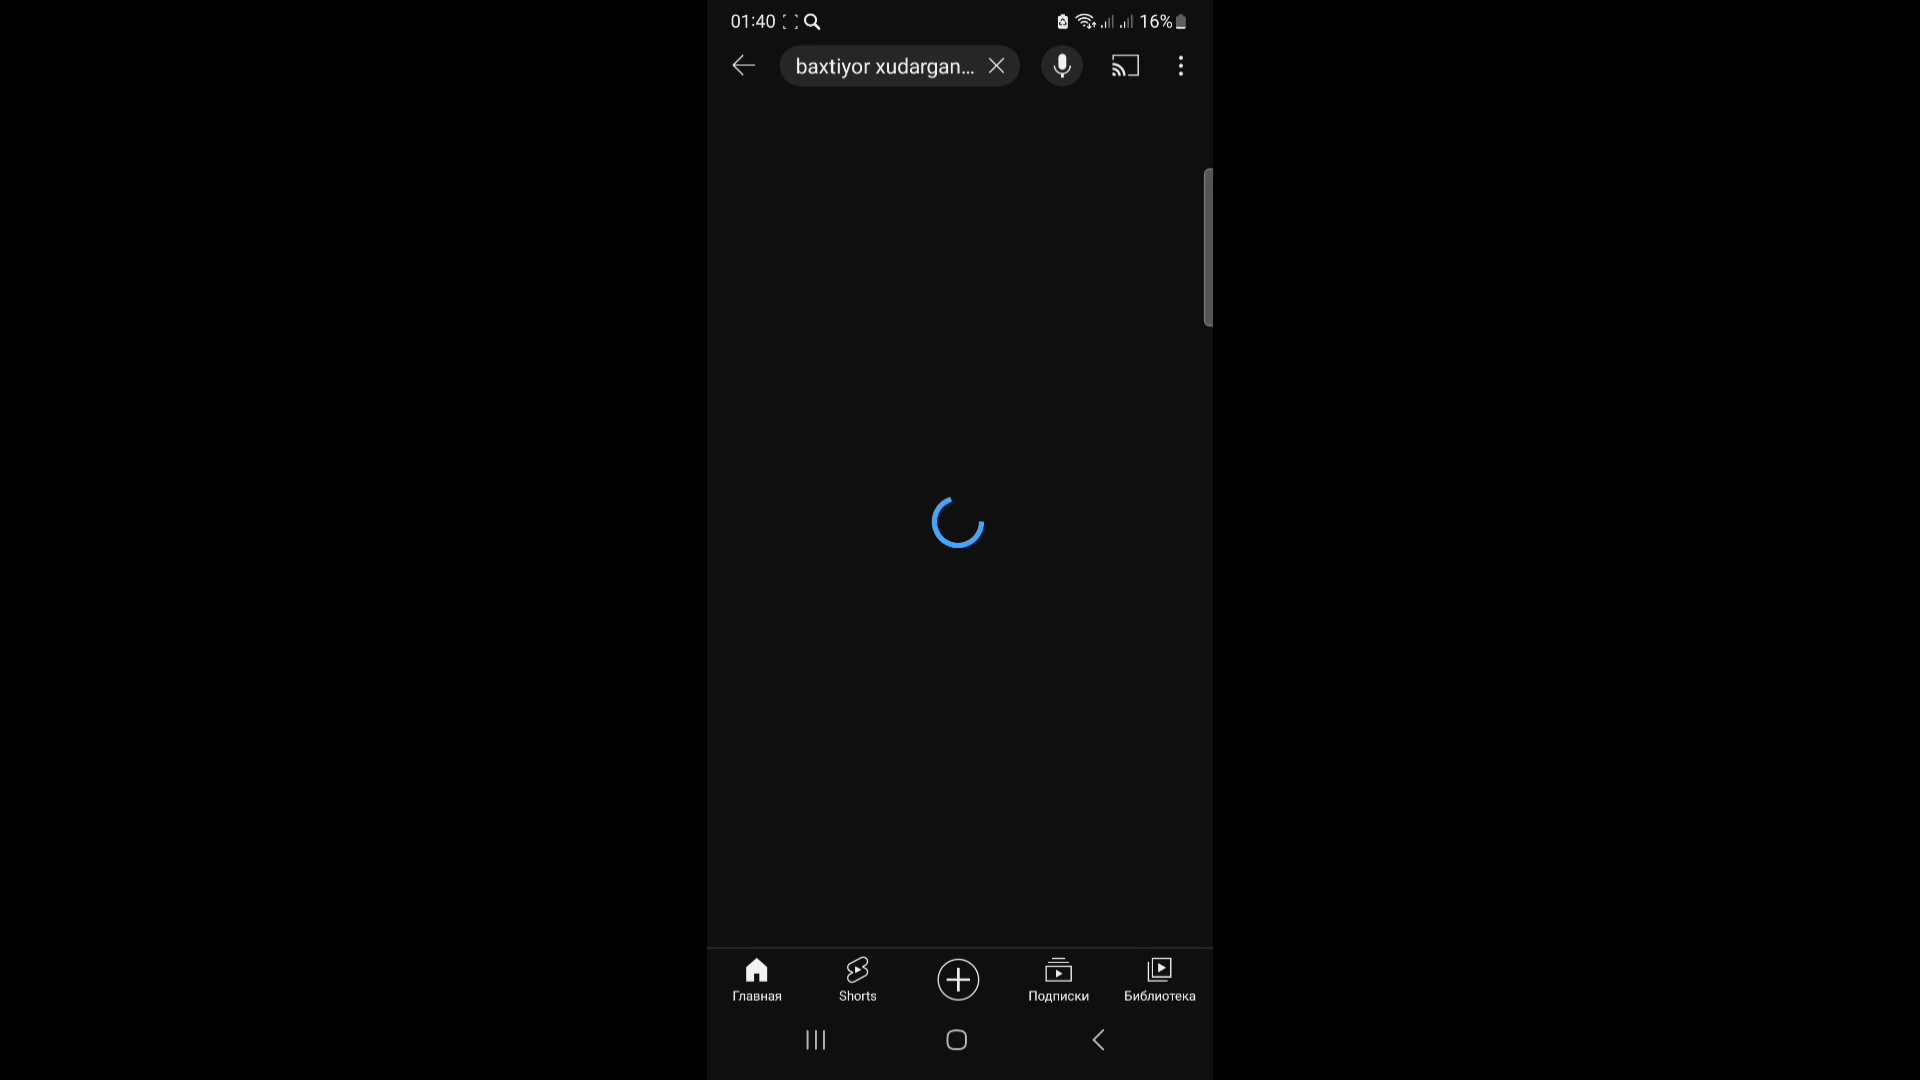 01:40
16%
baxtiyor xudargan...
Главная
Shorts
Подписки
Библиотека